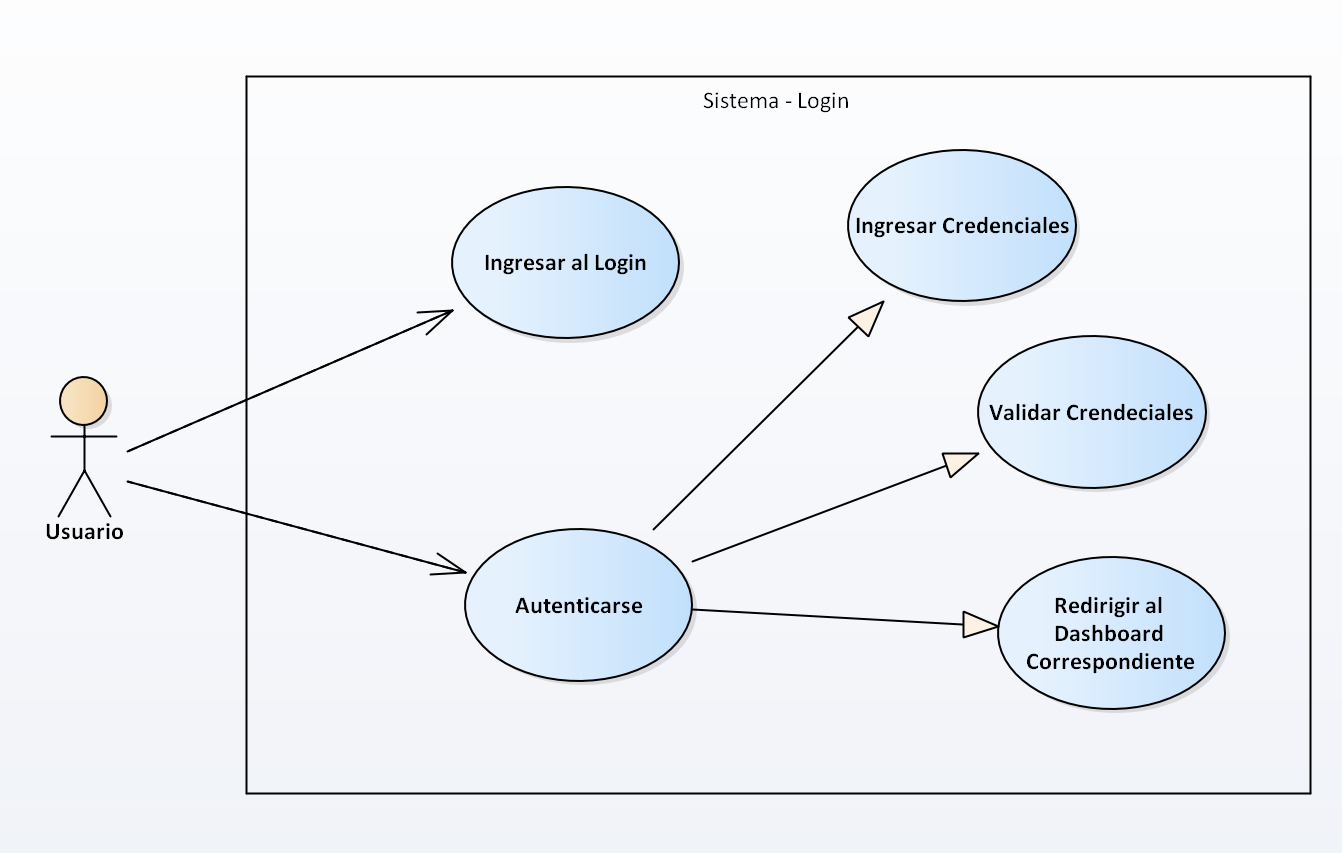 Sistema - Login
Ingresar Credenciales
Ingresar al Login
Validar Crendeciales
Usuario
Autenticarse
Redirigir al
Dashboard
Correspondiente